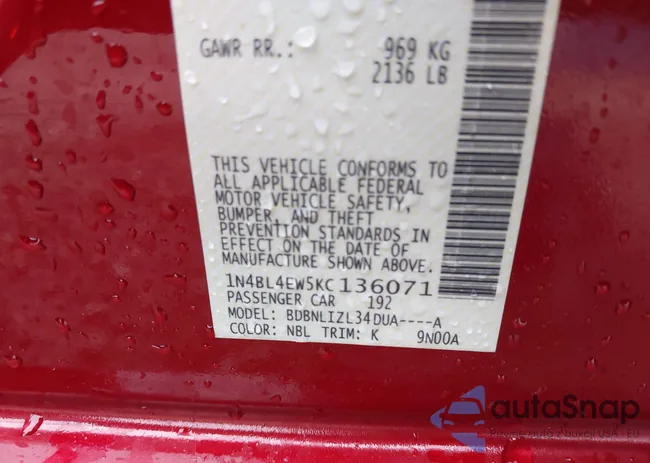 GAWR RR.: 969 KG
2136 LB
THIS VEHICLE CONFORMS TO
ALL APPLICABLE FEDERAL
MOTOR VEHICLE SAFETY,
BUMPER, AND THEFT
PREVENTION STANDARDS IN
EFFECT ON THE DATE OF
MANUFACTURE SHOWN ABOVE.
1N4BL4EW5KC136071
PASSENGER CAR 192
MODEL: BDBNLIZL34DUA----A
COLOR: NBL TRIM: K 9N00A
autoSnap